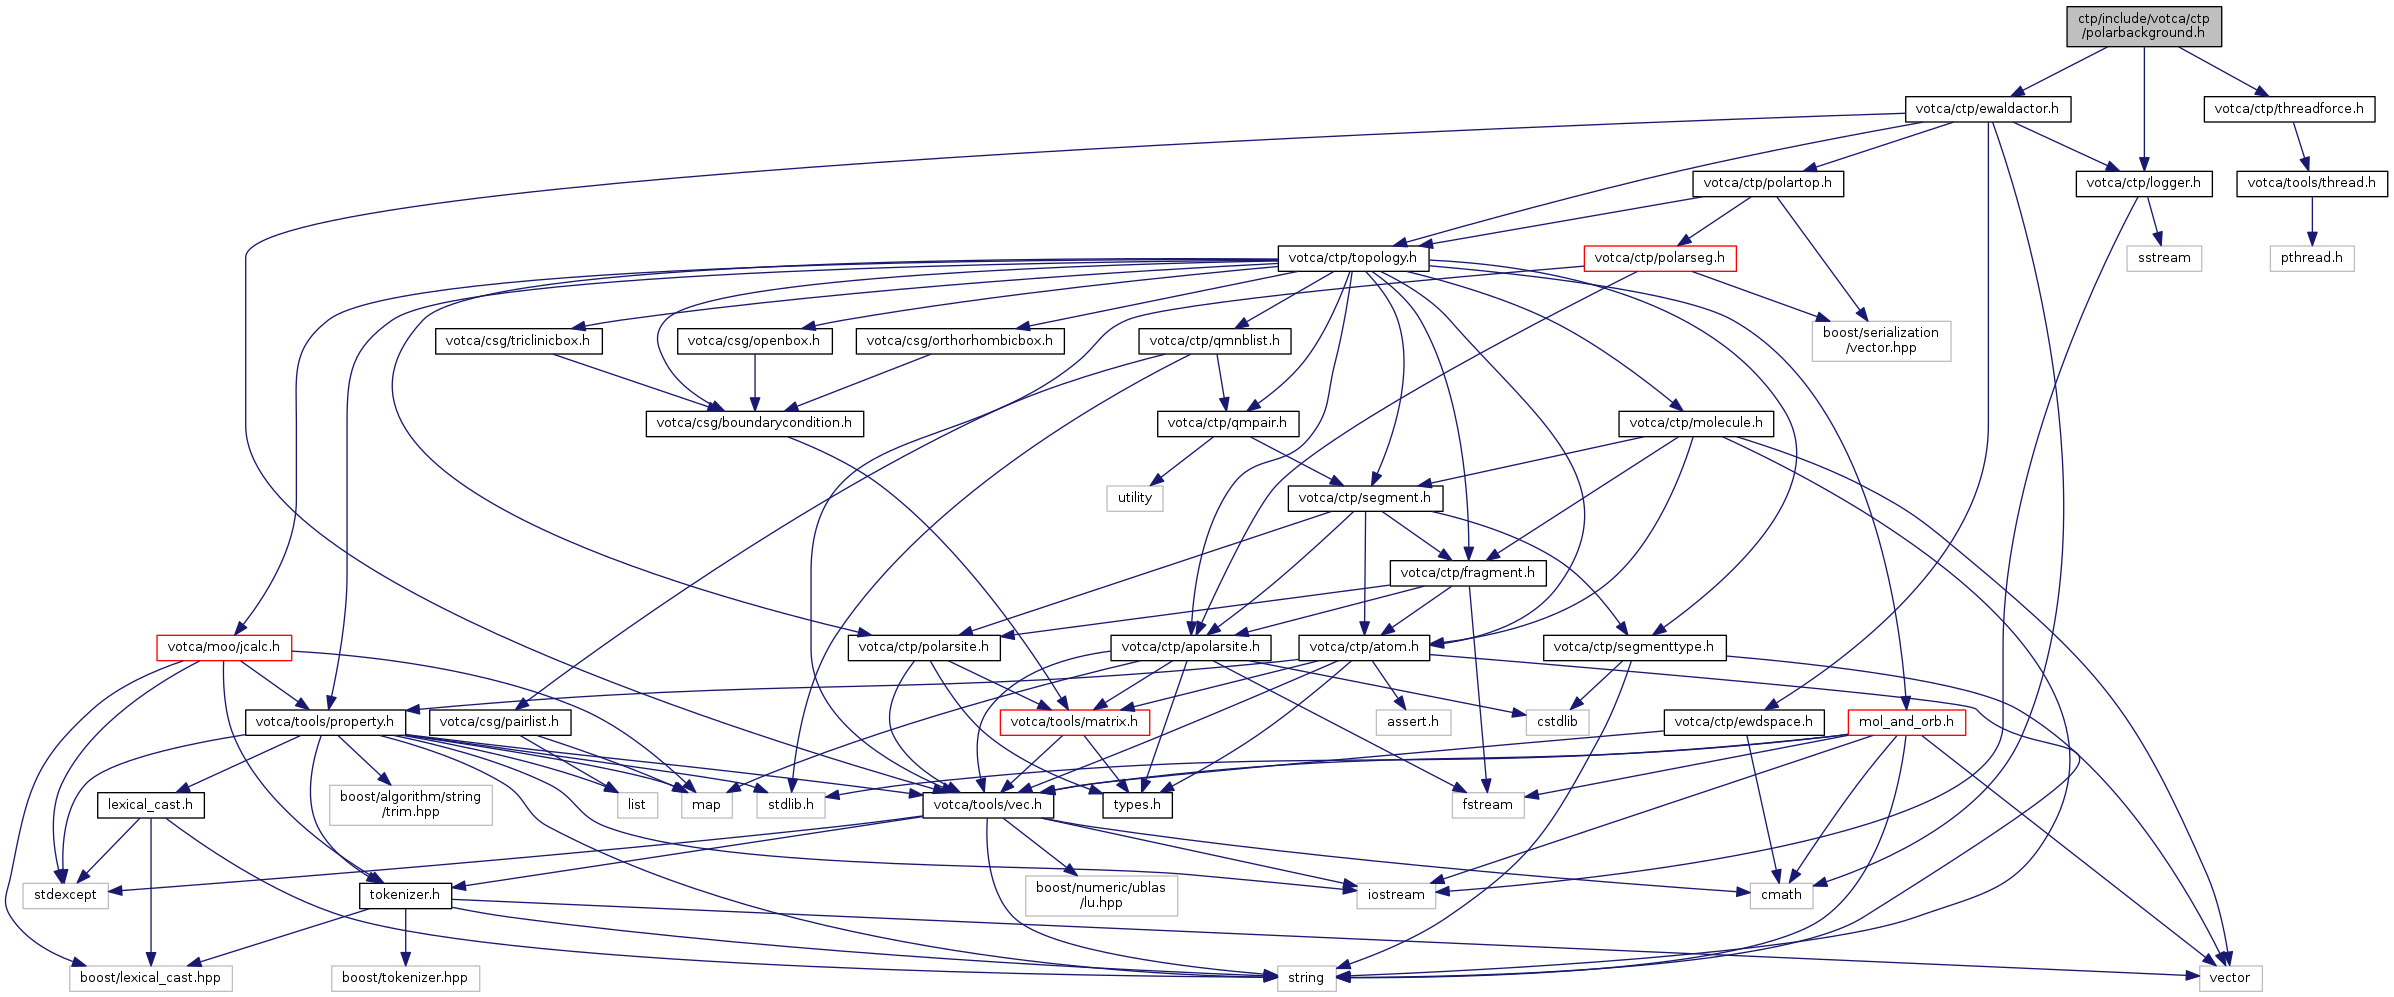 ctp/include/votca/ctp
/polarbackground.h
votca/ctp/ewaldactor.h
votca/ctp/threadforce.h
votca/ctp/polartop.h
votca/ctp/logger.h
votca/tools/thread.h
votca/ctp/topology.h
votca/ctp/polarseg.h
sstream
pthread.h
votca/csg/triclinicbox.h
votca/csg/openbox.h
votca/csg/orthorhombicbox.h
votca/ctp/qmnblist.h
boost/serialization
/vector.hpp
votca/csg/boundarycondition.h
votca/ctp/qmpair.h
votca/ctp/molecule.h
utility
votca/ctp/segment.h
votca/ctp/fragment.h
votca/moo/jcalc.h
votca/ctp/polarsite.h
votca/ctp/apolarsite.h
votca/ctp/atom.h
votca/ctp/segmenttype.h
votca/tools/property.h
votca/csg/pairlist.h
votca/tools/matrix.h
assert.h
cstdlib
votca/ctp/ewdspace.h
mol_and_orb.h
lexical_cast.h
boost/algorithm/string
/trim.hpp
list
map
stdlib.h
votca/tools/vec.h
types.h
fstream
stdexcept
tokenizer.h
boost/numeric/ublas
/lu.hpp
iostream
cmath
boost/lexical_cast.hpp
boost/tokenizer.hpp
string
vector